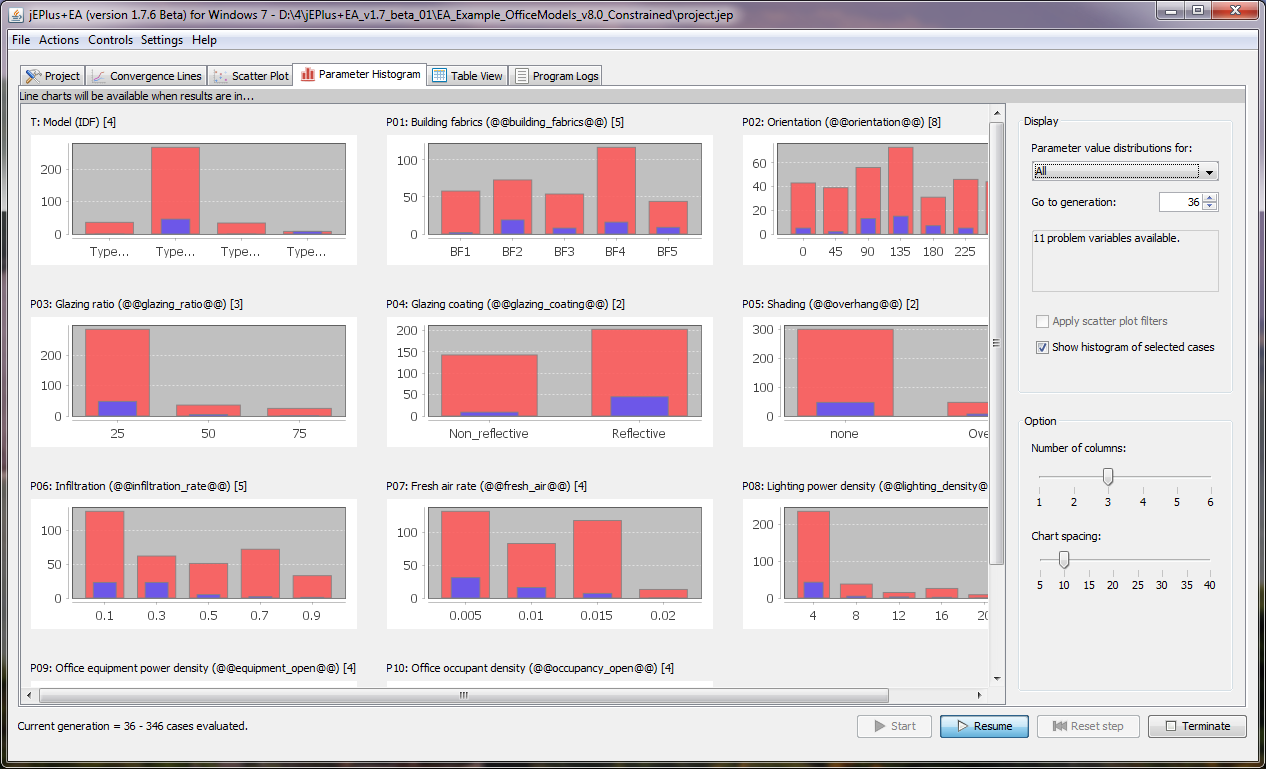 jEPlus+EA (version 1.7.6 Beta) for Windows 7 - D:\4\jEPlus+EA_v1.7_beta_01\EA_Example_OfficeModels_v8.0_Constrained\project.jep
File Actions Controls Settings Help
Project Convergence Lines Scatter Plot Parameter Histogram Table View Program Logs
Line charts will be available when results are in...
T: Model (IDF) [4]
200
100
0
Type... Type... Type... Type...
P01: Building fabrics (@@building_fabrics@@) [5]
100
50
0
BF1 BF2 BF3 BF4 BF5
P02: Orientation (@@orientation@@) [8]
60
40
20
0
0 45 90 135 180 225
P03: Glazing ratio (@@glazing_ratio@@) [3]
200
100
0
25 50 75
P04: Glazing coating (@@glazing_coating@@) [2]
200
150
100
50
0
Non_reflective Reflective
P05: Shading (@@overhang@@) [2]
300
200
100
0
none Ove
P06: Infiltration (@@infiltration_rate@@) [5]
100
50
0
0.1 0.3 0.5 0.7 0.9
P07: Fresh air rate (@@fresh_air@@) [4]
100
50
0
0.005 0.01 0.015 0.02
P08: Lighting power density (@@lighting_density@
200
100
0
4 8 12 16 20
P09: Office equipment power density (@@equipment_open@@) [4]
P10: Office occupant density (@@occupancy_open@@) [4]
Display
Parameter value distributions for:
All
Go to generation: 36
11 problem variables available.
Apply scatter plot filters
Show histogram of selected cases
Option
Number of columns:
1 2 3 4 5 6
Chart spacing:
5 10 15 20 25 30 35 40
Current generation = 36 - 346 cases evaluated.
Start Resume Reset step Terminate